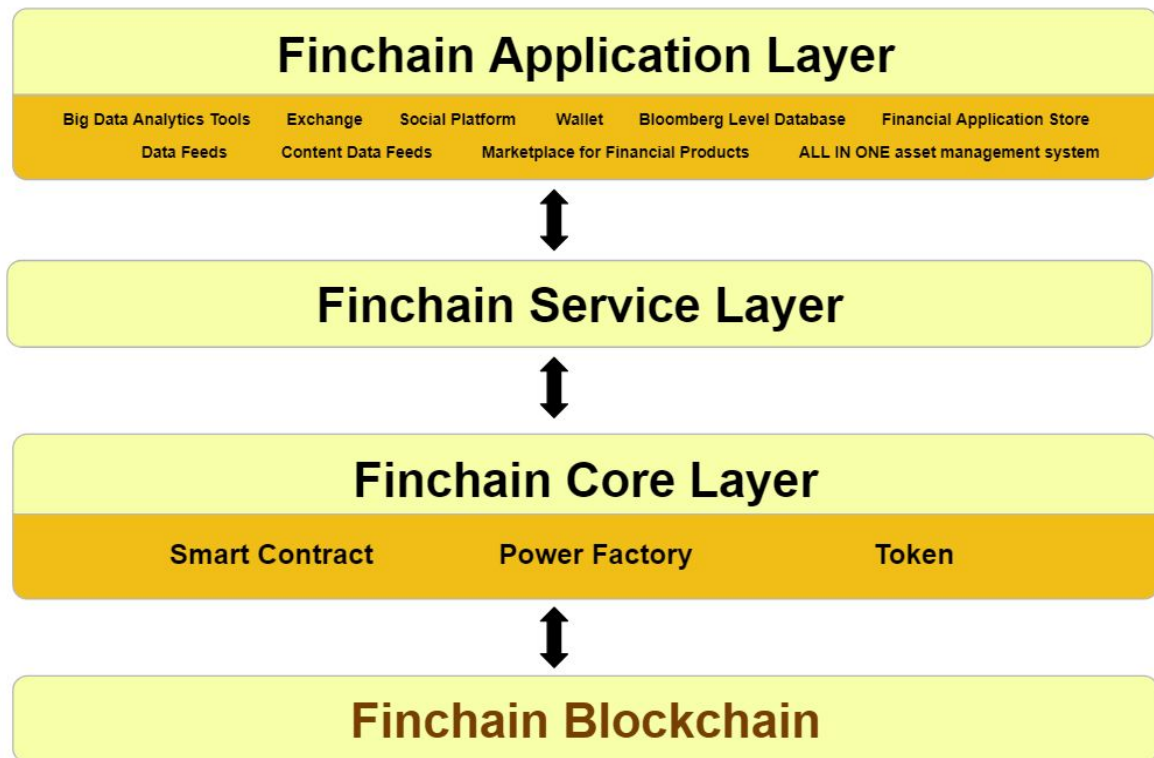 Finchain Application Layer
Big Data Analytics Tools Exchange Social Platform Wallet Bloomberg Level Database Financial Application Store
Data Feeds Content Data Feeds Marketplace for Financial Products ALL IN ONE asset management system
Finchain Service Layer
Finchain Core Layer
Smart Contract Power Factory Token
Finchain Blockchain